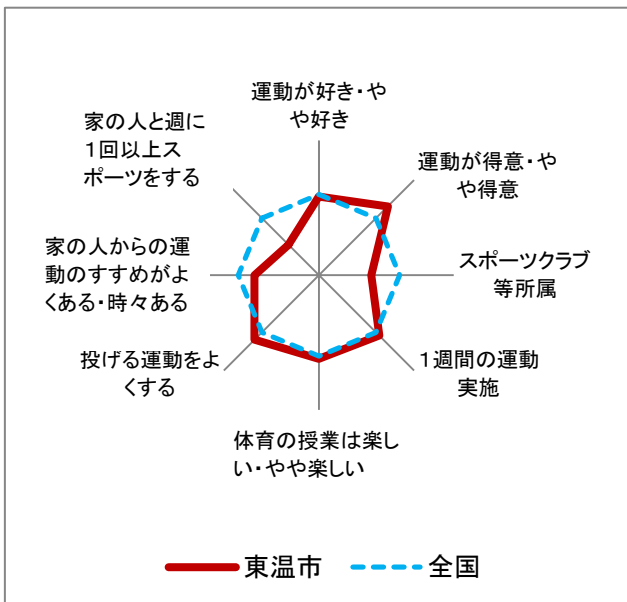 運動が好き・や
や好き
運動が得意・や
や得意
スポーツクラブ
等所属
1週間の運動
実施
体育の授業は楽し
い・やや楽しい
投げる運動をよ
くする
家の人からの運
動のすすめがよ
くある・時々ある
家の人と週に
1回以上ス
ポーツをする
東温市
全国